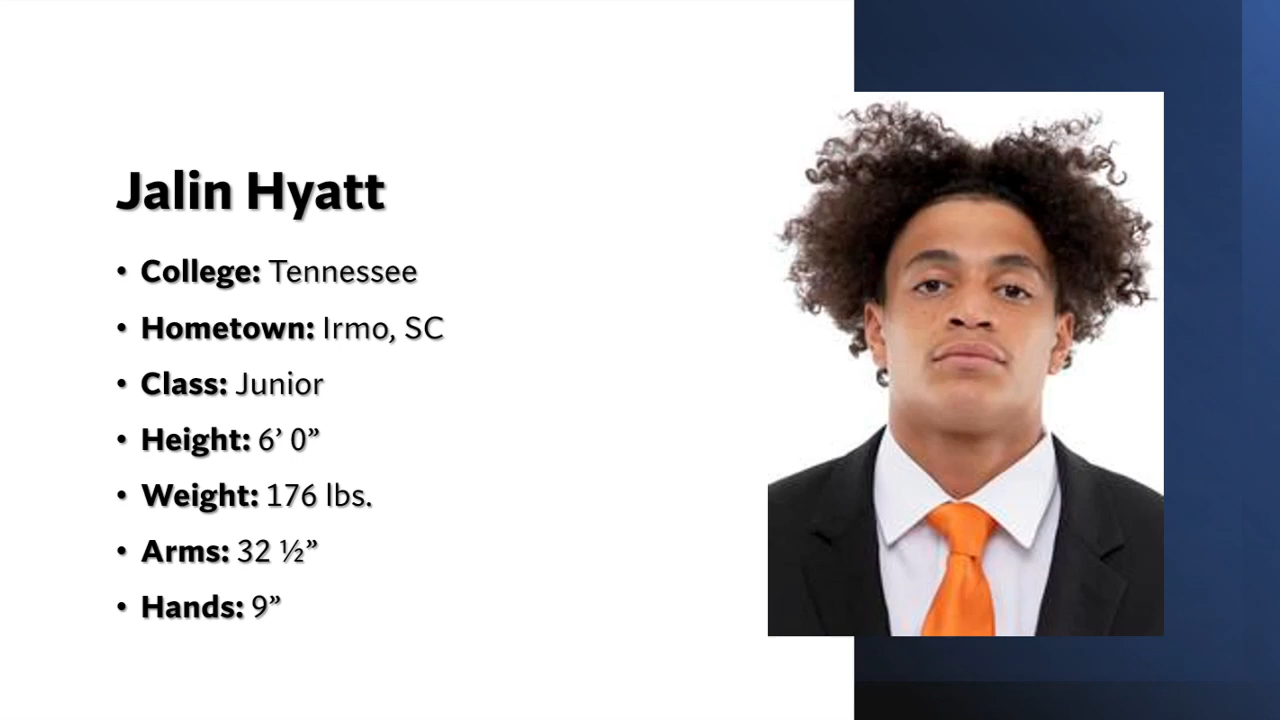 Jalin Hyatt
• College: Tennessee
• Hometown: Irmo, SC
• Class: Junior
• Height: 6’ 0”
• Weight: 176 lbs.
• Arms: 32 ½”
• Hands: 9”